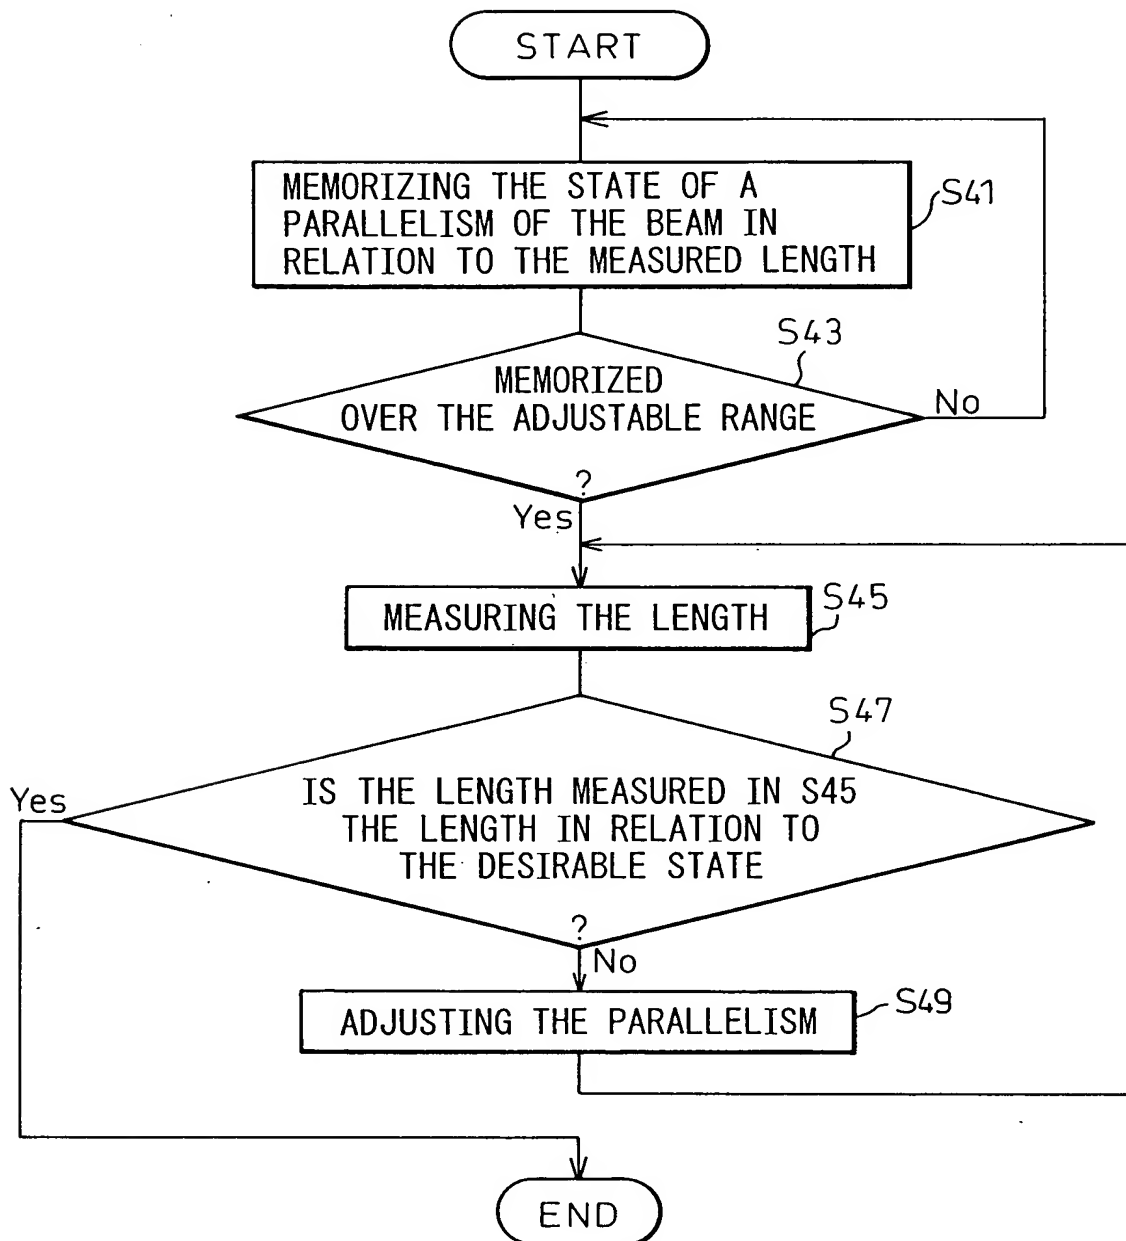 START
MEMORIZING THE STATE OF A
PARALLELISM OF THE BEAM IN
RELATION TO THE MEASURED LENGTH
S41
S43
MEMORIZED
OVER THE ADJUSTABLE RANGE
?
No
Yes
MEASURING THE LENGTH
S45
S47
Yes
IS THE LENGTH MEASURED IN S45
THE LENGTH IN RELATION TO
THE DESIRABLE STATE
?
No
ADJUSTING THE PARALLELISM
S49
END